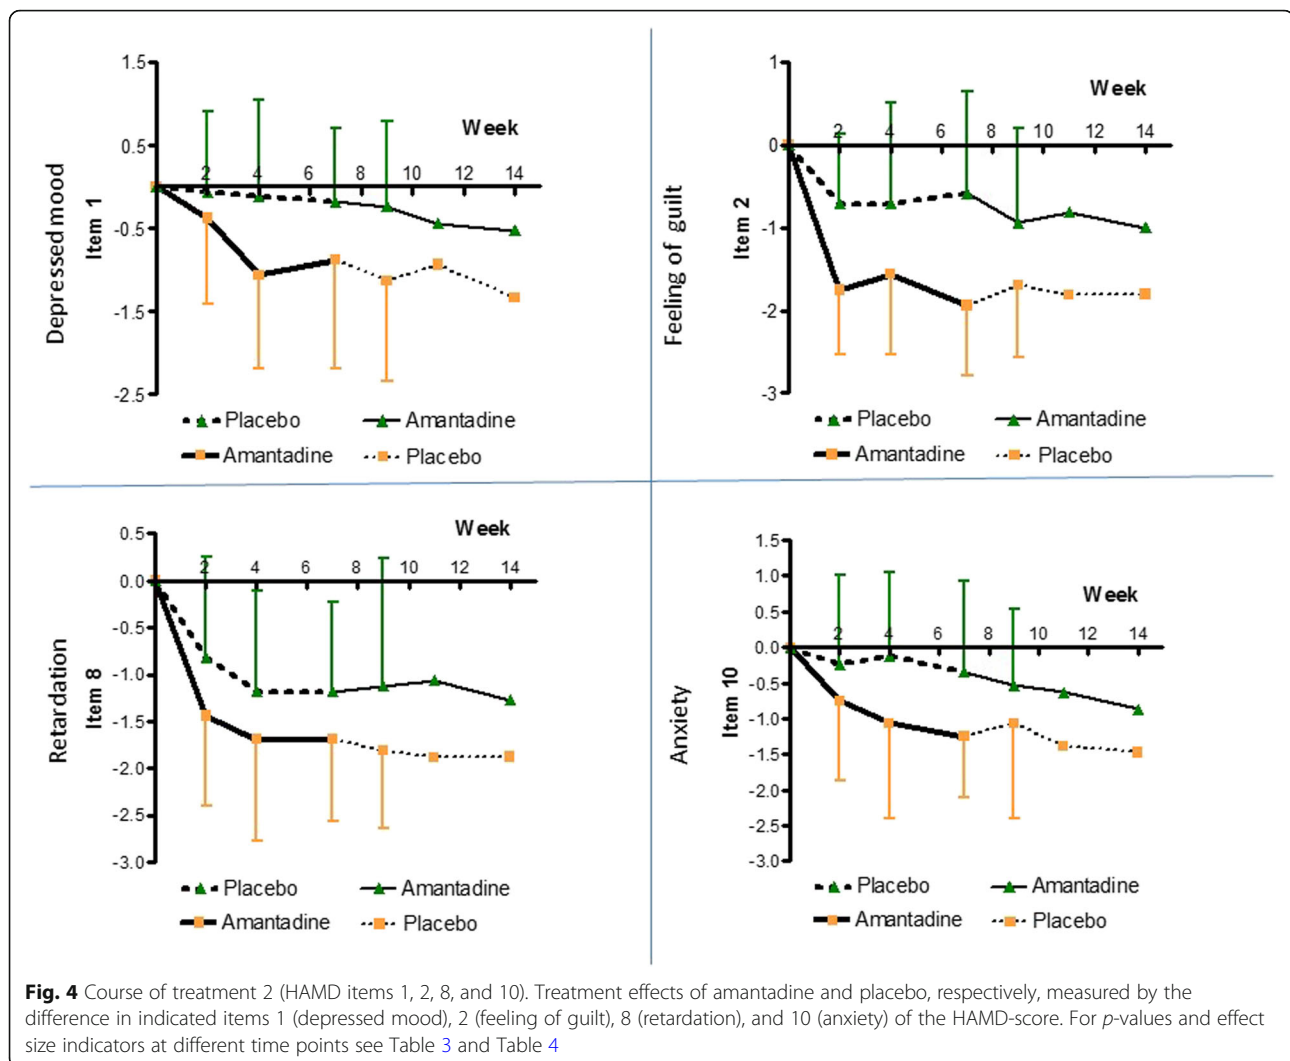 1.5
0.5
-0.5
-1.5
-2.5
Depressed mood
Item 1
Week
2 4 6 8 10 12 14
Placebo Amantadine
Amantadine Placebo
1
0
-1
-2
-3
Feeling of guilt
Item 2
Week
2 4 6 8 10 12 14
Placebo Amantadine
Amantadine Placebo
0.5
0.0
-0.5
-1.0
-1.5
-2.0
-2.5
-3.0
Retardation
Item 8
Week
2 4 6 8 10 12 14
Placebo Amantadine
Amantadine Placebo
1.5
1.0
0.5
0.0
-0.5
-1.0
-1.5
-2.0
-2.5
-3.0
Anxiety
Item 10
Week
2 4 6 8 10 12 14
Placebo Amantadine
Amantadine Placebo
Fig. 4 Course of treatment 2 (HAMD items 1, 2, 8, and 10). Treatment effects of amantadine and placebo, respectively, measured by the
difference in indicated items 1 (depressed mood), 2 (feeling of guilt), 8 (retardation), and 10 (anxiety) of the HAMD-score. For p-values and effect
size indicators at different time points see Table 3 and Table 4